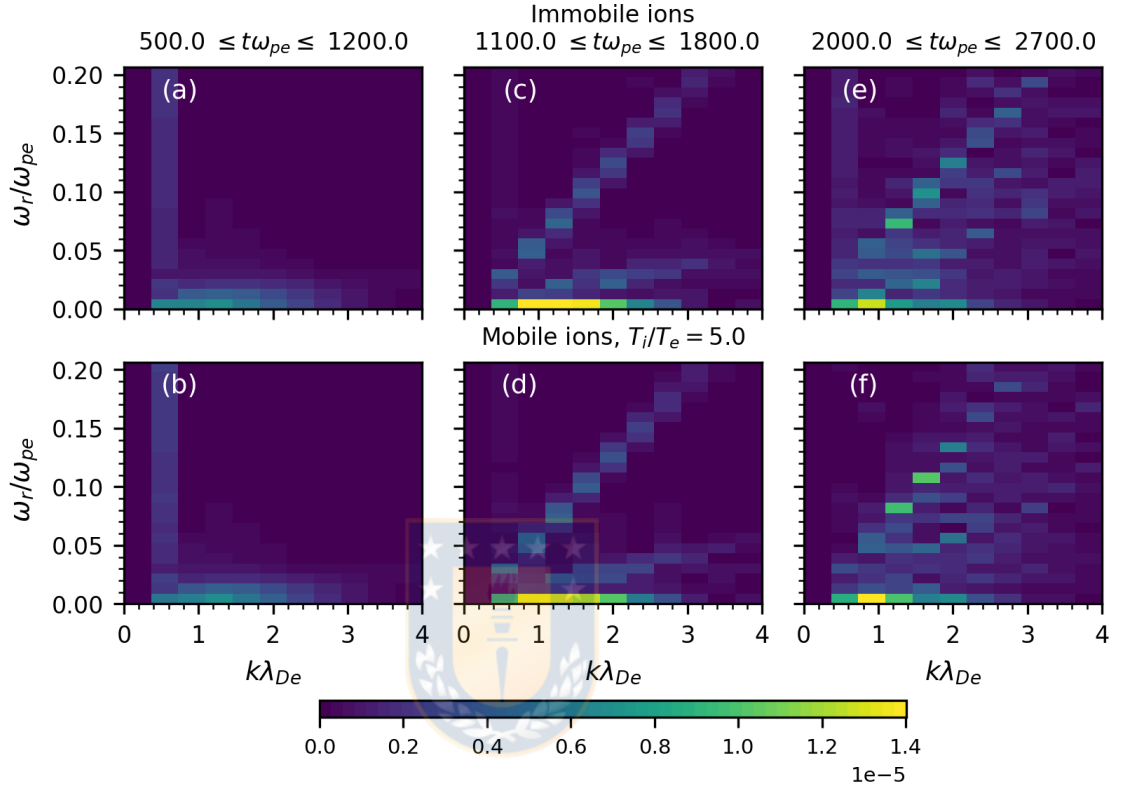 Immobile ions
500.0 ≤ tω_pe ≤ 1200.0 1100.0 ≤ tω_pe ≤ 1800.0 2000.0 ≤ tω_pe ≤ 2700.0
(a) (c) (e)
0.20
0.15
0.10
0.05
0.00
ω_r/ω_pe
Mobile ions, T_i/T_e = 5.0
(b) (d) (f)
0.20
0.15
0.10
0.05
0.00
ω_r/ω_pe
0 1 2 3 4 0 1 2 3 4 0 1 2 3 4
kλ_De kλ_De kλ_De
0.0 0.2 0.4 0.6 0.8 1.0 1.2 1.4
1e−5